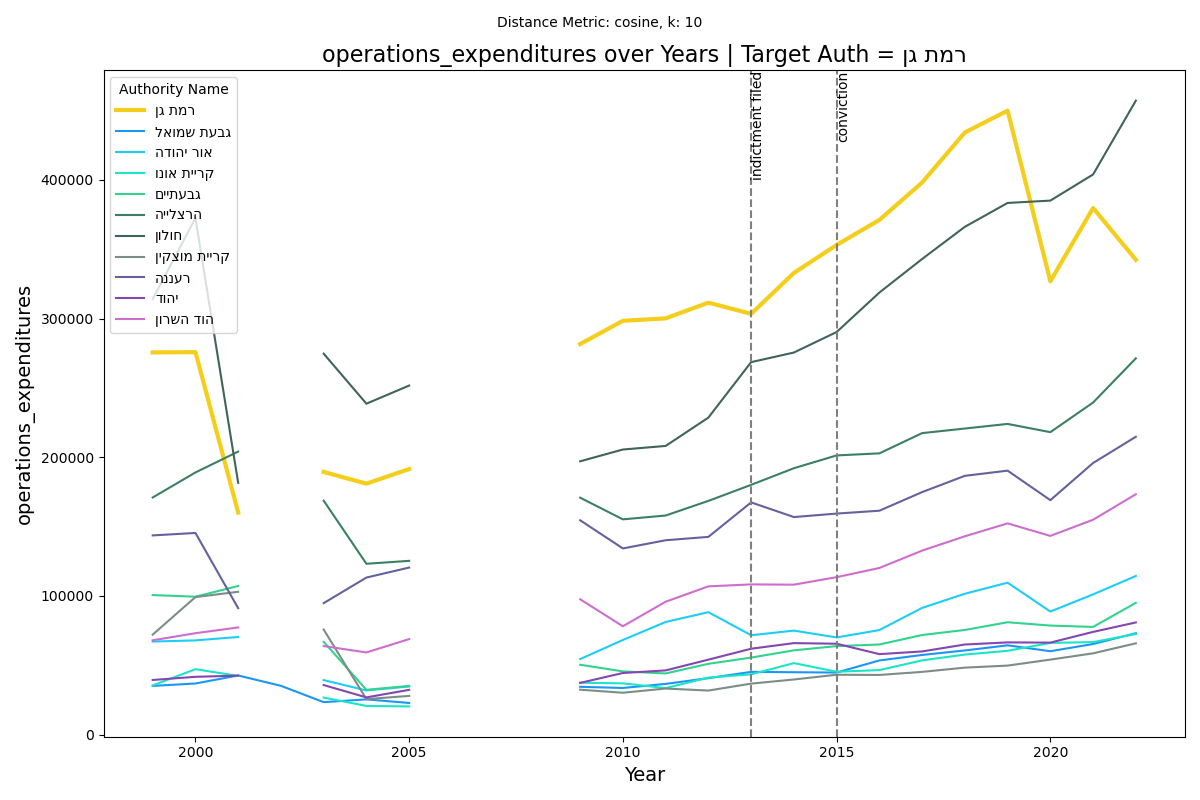 Distance Metric: cosine, k: 10
operations_expenditures over Years | Target Auth = רמת גן
Authority Name
רמת גן
גבעת שמואל
אור יהודה
קריית אונו
גבעתיים
הרצלייה
חולון
קריית מוצקין
רעננה
יהוד
הוד השרון
indictment filed
conviction
operations_expenditures
400000
300000
200000
100000
0
2000
2005
2010
2015
2020
Year